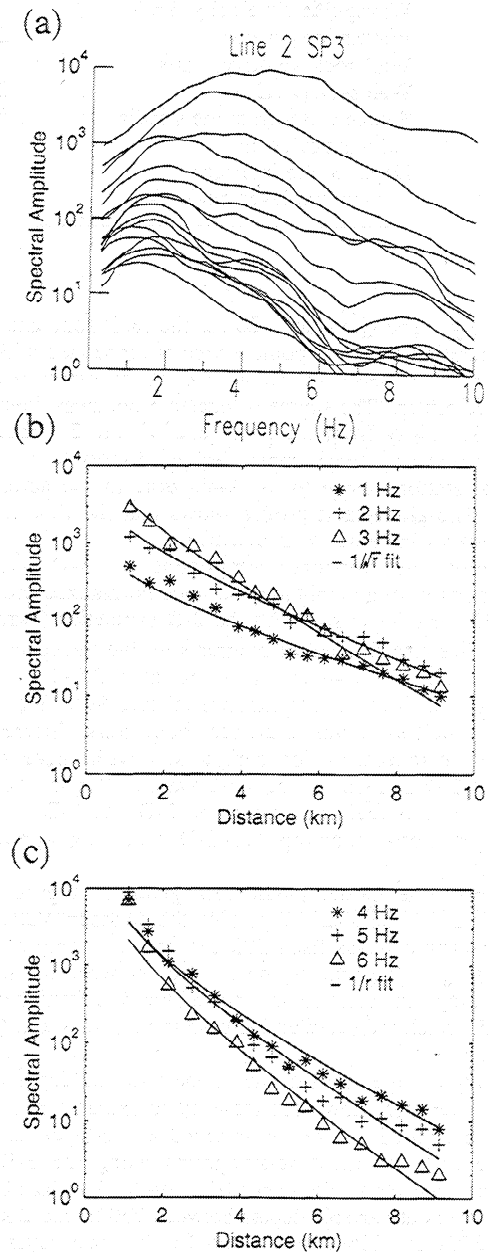 (a)
Line 2 SP3
10^4
10^3
10^2
10^1
10^0
Spectral Amplitude
2 4 6 8 10
Frequency (Hz)
(b)
10^4
10^3
10^2
10^1
10^0
Spectral Amplitude
* 1 Hz
+ 2 Hz
△ 3 Hz
− 1/√r fit
0 2 4 6 8 10
Distance (km)
(c)
10^4
10^3
10^2
10^1
10^0
Spectral Amplitude
* 4 Hz
+ 5 Hz
△ 6 Hz
− 1/r fit
0 2 4 6 8 10
Distance (km)